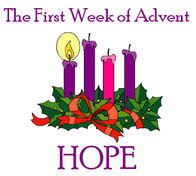 The First Week of Advent
HOPE